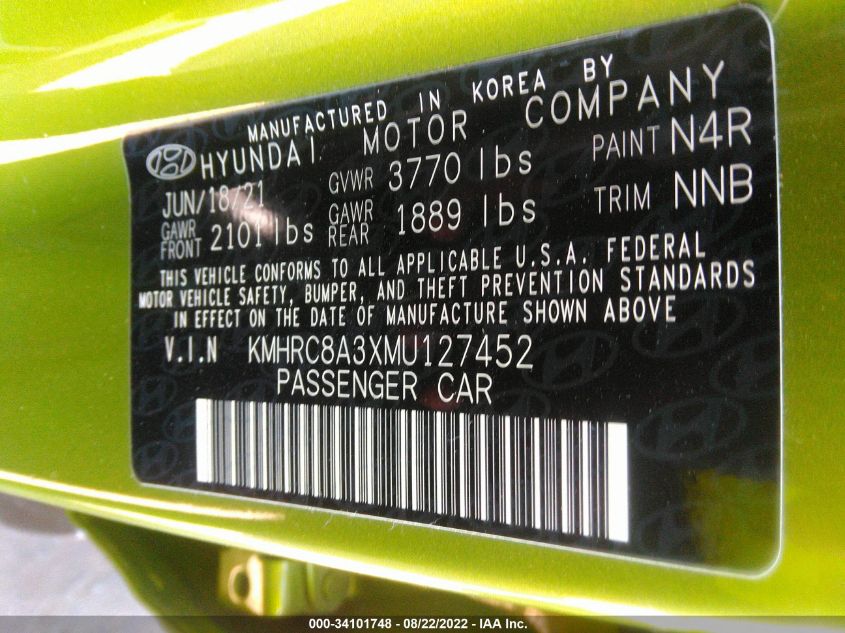 MANUFACTURED IN KOREA BY
HYUNDAI MOTOR COMPANY
JUN/18/21 GVWR 3770 lbs PAINT N4R
GAWR FRONT 2101 lbs GAWR REAR 1889 lbs TRIM NNB
THIS VEHICLE CONFORMS TO ALL APPLICABLE U.S.A. FEDERAL
MOTOR VEHICLE SAFETY, BUMPER, AND THEFT PREVENTION STANDARDS
IN EFFECT ON THE DATE OF MANUFACTURE SHOWN ABOVE
V.I.N KMHRC8A3XMU127452
PASSENGER CAR
000-34101748 - 08/22/2022 - IAA Inc.